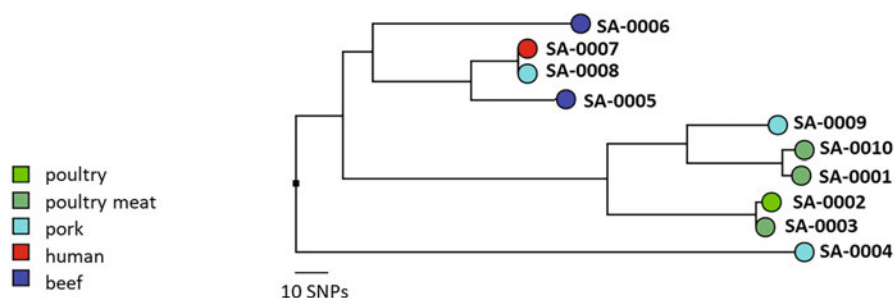 SA-0006
SA-0007
SA-0008
SA-0005
SA-0009
SA-0010
SA-0001
SA-0002
SA-0003
SA-0004
poultry
poultry meat
pork
human
beef
10 SNPs